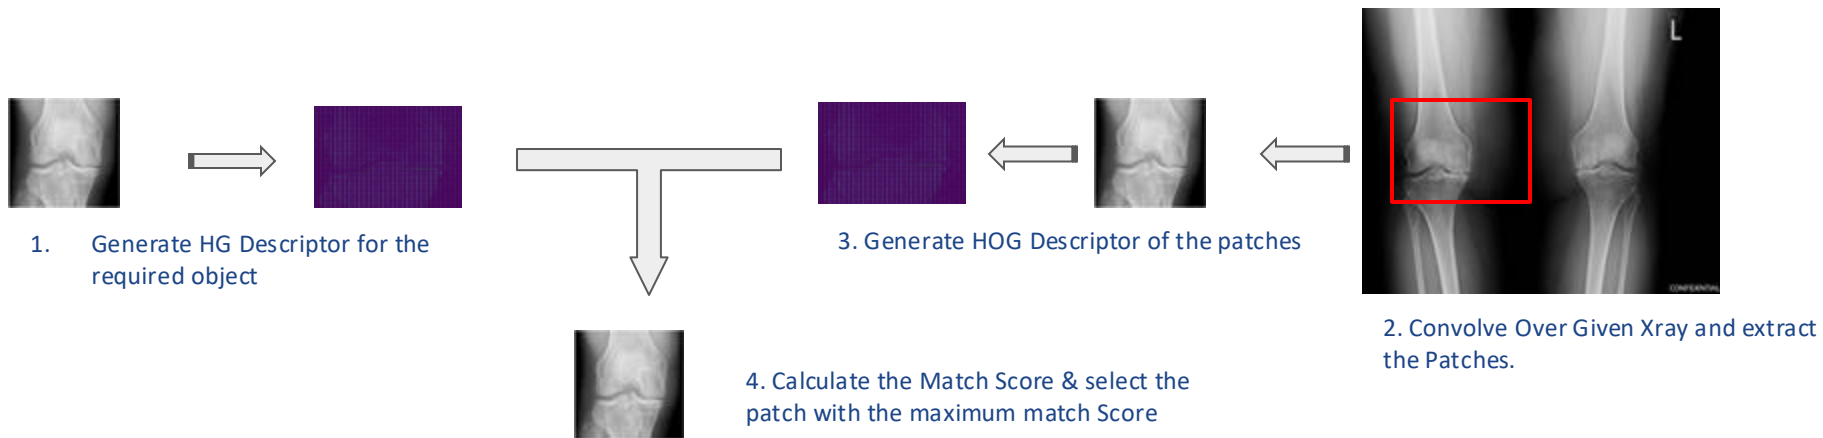 L
CONFIDENTIAL
1. Generate HG Descriptor for the
required object
3. Generate HOG Descriptor of the patches
2. Convolve Over Given Xray and extract
the Patches.
4. Calculate the Match Score & select the
patch with the maximum match Score